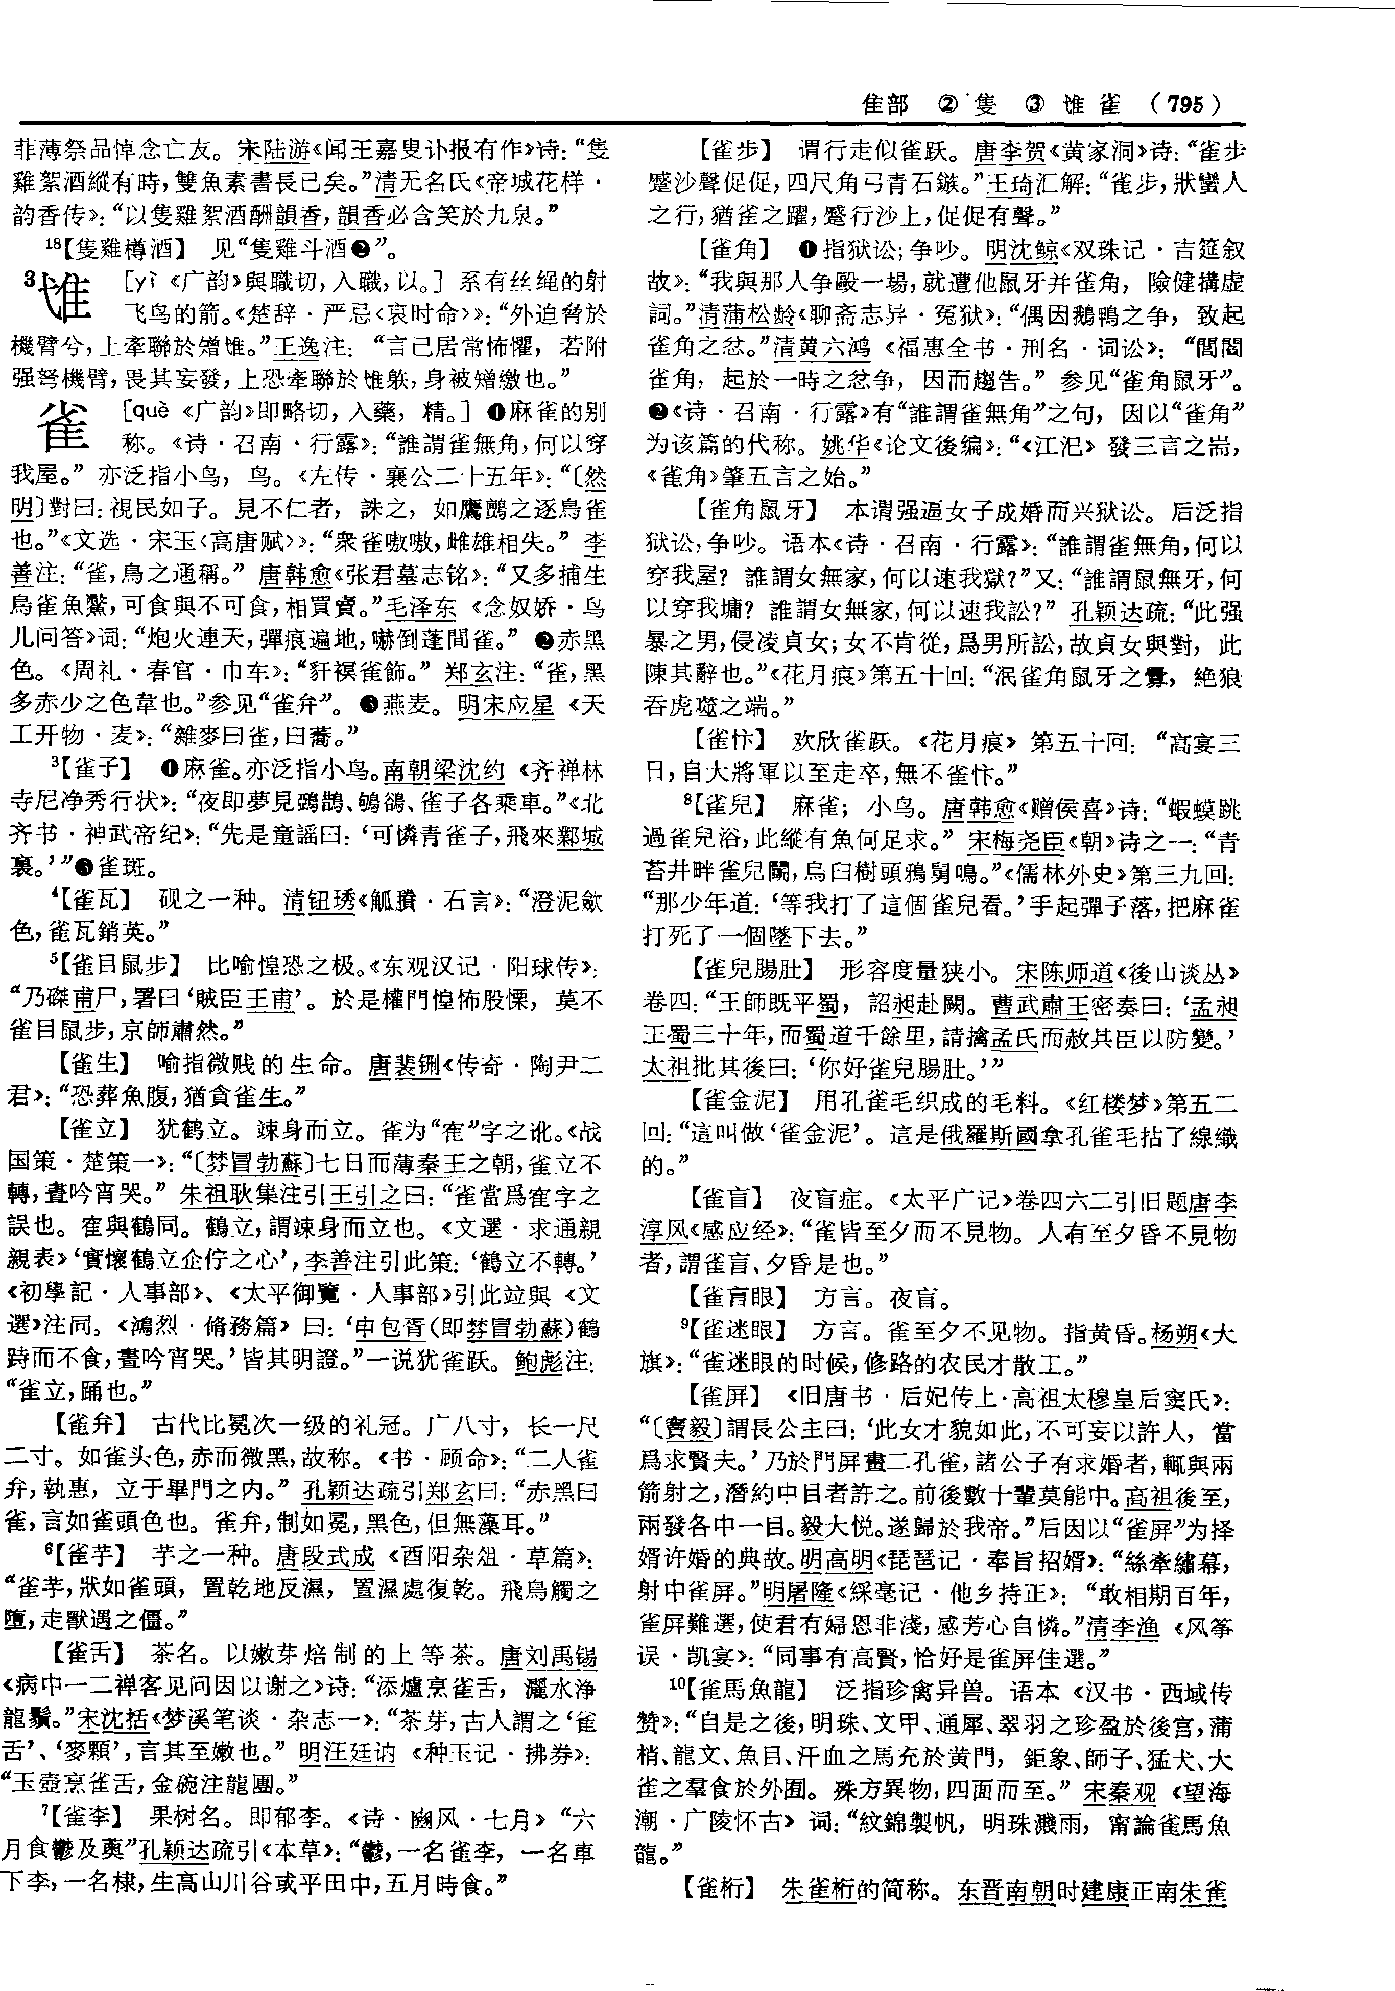 隹部　②隻　③隿雀（795）
菲薄祭品悼念亡友。宋陆游《闻王嘉叟讣报有作》诗：“隻
雞絮酒縱有時，雙魚素書長已矣。”清无名氏《帝城花样·
韵香传》：“以隻雞絮酒酬韻香，韻香必含笑於九泉。”
18【隻雞樽酒】　见“隻雞斗酒❷”。
3隿　[yì《广韵》與職切，入職，以。]　系有丝绳的射
飞鸟的箭。《楚辞·严忌〈哀时命〉》：“外迫脅於
機臂兮，上牽聯於矰隿。”王逸注：“言己居常怖懼，若附
强弩機臂，畏其妄發，上恐牽聯於隿躲，身被矰缴也。”
雀　[què《广韵》即略切，入藥，精。]　❶麻雀的别
称。《诗·召南·行露》：“誰謂雀無角，何以穿
我屋。”亦泛指小鸟，鸟。《左传·襄公二十五年》：“〔然
明〕對曰：視民如子。見不仁者，誅之，如鷹鸇之逐鳥雀
也。”《文选·宋玉〈高唐赋〉》：“衆雀嗷嗷，雌雄相失。”李
善注：“雀，鳥之通稱。”唐韩愈《张君墓志铭》：“又多捕生
鳥雀魚鱉，可食與不可食，相買賣。”毛泽东《念奴娇·鸟
儿问答》词：“炮火連天，彈痕遍地，嚇倒蓬間雀。”❷赤黑
色。《周礼·春官·巾车》：“豻𧜀雀飾。”郑玄注：“雀，黑
多赤少之色韋也。”参见“雀弁”。❸燕麦。明宋应星《天
工开物·麦》：“雜麥曰雀，曰蕎。”
3【雀子】　❶麻雀。亦泛指小鸟。南朝梁沈约《齐禅林
寺尼净秀行状》：“夜即夢見鵶鵲、鴝鵒、雀子各乘車。”《北
齐书·神武帝纪》：“先是童謡曰：‘可憐青雀子，飛來鄴城
裏。’”❷雀斑。
4【雀瓦】　砚之一种。清钮琇《觚賸·石言》：“澄泥歛
色，雀瓦銷英。”
5【雀目鼠步】　比喻惶恐之极。《东观汉记·阳球传》：
“乃磔甫尸，署曰‘賊臣王甫’。於是權門惶怖股慄，莫不
雀目鼠步，京師肅然。”
【雀生】　喻指微贱的生命。唐裴铏《传奇·陶尹二
君》：“恐葬魚腹，猶貪雀生。”
【雀立】　犹鹤立。竦身而立。雀为“隺”字之讹。《战
国策·楚策一》：“〔棼冒勃蘇〕七日而薄秦王之朝，雀立不
轉，晝吟宵哭。”朱祖耿集注引王引之曰：“雀當爲隺字之
誤也。隺與鶴同。鶴立，謂竦身而立也。《文選·求通親
親表》‘實懷鶴立企佇之心’，李善注引此策：‘鶴立不轉。’
《初學記·人事部》、《太平御覽·人事部》引此竝與《文
選》注同。《鴻烈·脩務篇》曰：‘申包胥（即棼冒勃蘇）鶴
跱而不食，晝吟宵哭。’皆其明證。”一说犹雀跃。鲍彪注：
“雀立，踊也。”
【雀弁】　古代比冕次一级的礼冠。广八寸，长一尺
二寸。如雀头色，赤而微黑，故称。《书·顾命》：“二人雀
弁，執惠，立于畢門之内。”孔颖达疏引郑玄曰：“赤黑曰
雀，言如雀頭色也。雀弁，制如冕，黑色，但無藻耳。”
6【雀芋】　芋之一种。唐段式成《酉阳杂俎·草篇》：
“雀芋，狀如雀頭，置乾地反濕，置濕處復乾。飛鳥觸之
墮，走獸遇之僵。”
【雀舌】　茶名。以嫩芽焙制的上等茶。唐刘禹锡
《病中一二禅客见问因以谢之》诗：“添爐烹雀舌，灑水浄
龍鬚。”宋沈括《梦溪笔谈·杂志一》：“茶芽，古人謂之‘雀
舌’、‘麥顆’，言其至嫩也。”明汪廷讷《种玉记·拂券》：
“玉壺烹雀舌，金碗注龍團。”
7【雀李】　果树名。即郁李。《诗·豳风·七月》“六
月食鬱及薁”孔颖达疏引《本草》：“鬱，一名雀李，一名車
下李，一名棣，生高山川谷或平田中，五月時食。”
【雀步】　谓行走似雀跃。唐李贺《黄家洞》诗：“雀步
蹙沙聲促促，四尺角弓青石鏃。”王琦汇解：“雀步，狀蠻人
之行，猶雀之躍，蹙行沙上，促促有聲。”
【雀角】　❶指狱讼；争吵。明沈鲸《双珠记·吉筵叙
故》：“我與那人争毆一場，就遭他鼠牙并雀角，險健搆虚
詞。”清蒲松龄《聊斋志异·冤狱》：“偶因鵝鴨之争，致起
雀角之忿。”清黄六鸿《福惠全书·刑名·词讼》：“閭閻
雀角，起於一時之忿争，因而趨告。”参见“雀角鼠牙”。
❷《诗·召南·行露》有“誰謂雀無角”之句，因以“雀角”
为该篇的代称。姚华《论文後编》：“《江汜》發三言之耑，
《雀角》肇五言之始。”
【雀角鼠牙】　本谓强逼女子成婚而兴狱讼。后泛指
狱讼，争吵。语本《诗·召南·行露》：“誰謂雀無角，何以
穿我屋？誰謂女無家，何以速我獄？”又：“誰謂鼠無牙，何
以穿我墉？誰謂女無家，何以速我訟？”孔颖达疏：“此强
暴之男，侵凌貞女；女不肯從，爲男所訟，故貞女與對，此
陳其辭也。”《花月痕》第五十回：“泯雀角鼠牙之釁，絶狼
吞虎噬之端。”
【雀忭】　欢欣雀跃。《花月痕》第五十回：“高宴三
日，自大將軍以至走卒，無不雀忭。”
8【雀兒】　麻雀；小鸟。唐韩愈《赠侯喜》诗：“蝦蟆跳
過雀兒浴，此縱有魚何足求。”宋梅尧臣《朝》诗之一：“青
苔井畔雀兒鬭，烏臼樹頭鴉舅鳴。”《儒林外史》第三九回：
“那少年道：‘等我打了這個雀兒看。’手起彈子落，把麻雀
打死了一個墜下去。”
【雀兒腸肚】　形容度量狭小。宋陈师道《後山谈丛》
卷四：“王師既平蜀，詔昶赴闕。曹武肅王密奏曰：‘孟昶
王蜀三十年，而蜀道千餘里，請擒孟氏而赦其臣以防變。’
太祖批其後曰：‘你好雀兒腸肚。’”
【雀金泥】　用孔雀毛织成的毛料。《红楼梦》第五二
回：“這叫做‘雀金泥’。這是俄羅斯國拿孔雀毛拈了線織
的。”
【雀盲】　夜盲症。《太平广记》卷四六二引旧题唐李
淳风《感应经》：“雀皆至夕而不見物。人有至夕昏不見物
者，謂雀盲、夕昏是也。”
【雀盲眼】　方言。夜盲。
9【雀迷眼】　方言。雀至夕不见物。指黄昏。杨朔《大
旗》：“雀迷眼的时候，修路的农民才散工。”
【雀屏】　《旧唐书·后妃传上·高祖太穆皇后窦氏》：
“〔竇毅〕謂長公主曰：‘此女才貌如此，不可妄以許人，當
爲求賢夫。’乃於門屏畫二孔雀，諸公子有求婚者，輒與兩
箭射之，潛約中目者許之。前後數十輩莫能中。高祖後至，
兩發各中一目。毅大悦。遂歸於我帝。”后因以“雀屏”为择
婿许婚的典故。明高明《琵琶记·奉旨招婿》：“絲牽繡幕，
射中雀屏。”明屠隆《綵毫记·他乡持正》：“敢相期百年，
雀屏難選，使君有婦恩非淺，感芳心自憐。”清李渔《风筝
误·凯宴》：“同事有高賢，恰好是雀屏佳選。”
10【雀馬魚龍】　泛指珍禽异兽。语本《汉书·西域传
赞》：“自是之後，明珠、文甲、通犀、翠羽之珍盈於後宫，蒲
梢、龍文、魚目、汗血之馬充於黄門，鉅象、師子、猛犬、大
雀之羣食於外囿。殊方異物，四面而至。”宋秦观《望海
潮·广陵怀古》词：“紋錦製帆，明珠濺雨，甯論雀馬魚
龍。”
【雀桁】　朱雀桁的简称。东晋南朝时建康正南朱雀